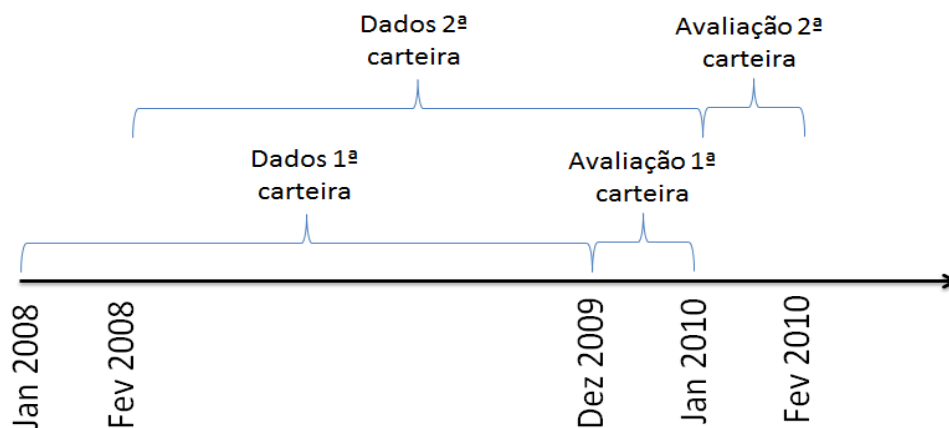 Dados 2ª
carteira
Avaliação 2ª
carteira
Dados 1ª
carteira
Avaliação 1ª
carteira
Jan 2008
Fev 2008
Dez 2009
Jan 2010
Fev 2010